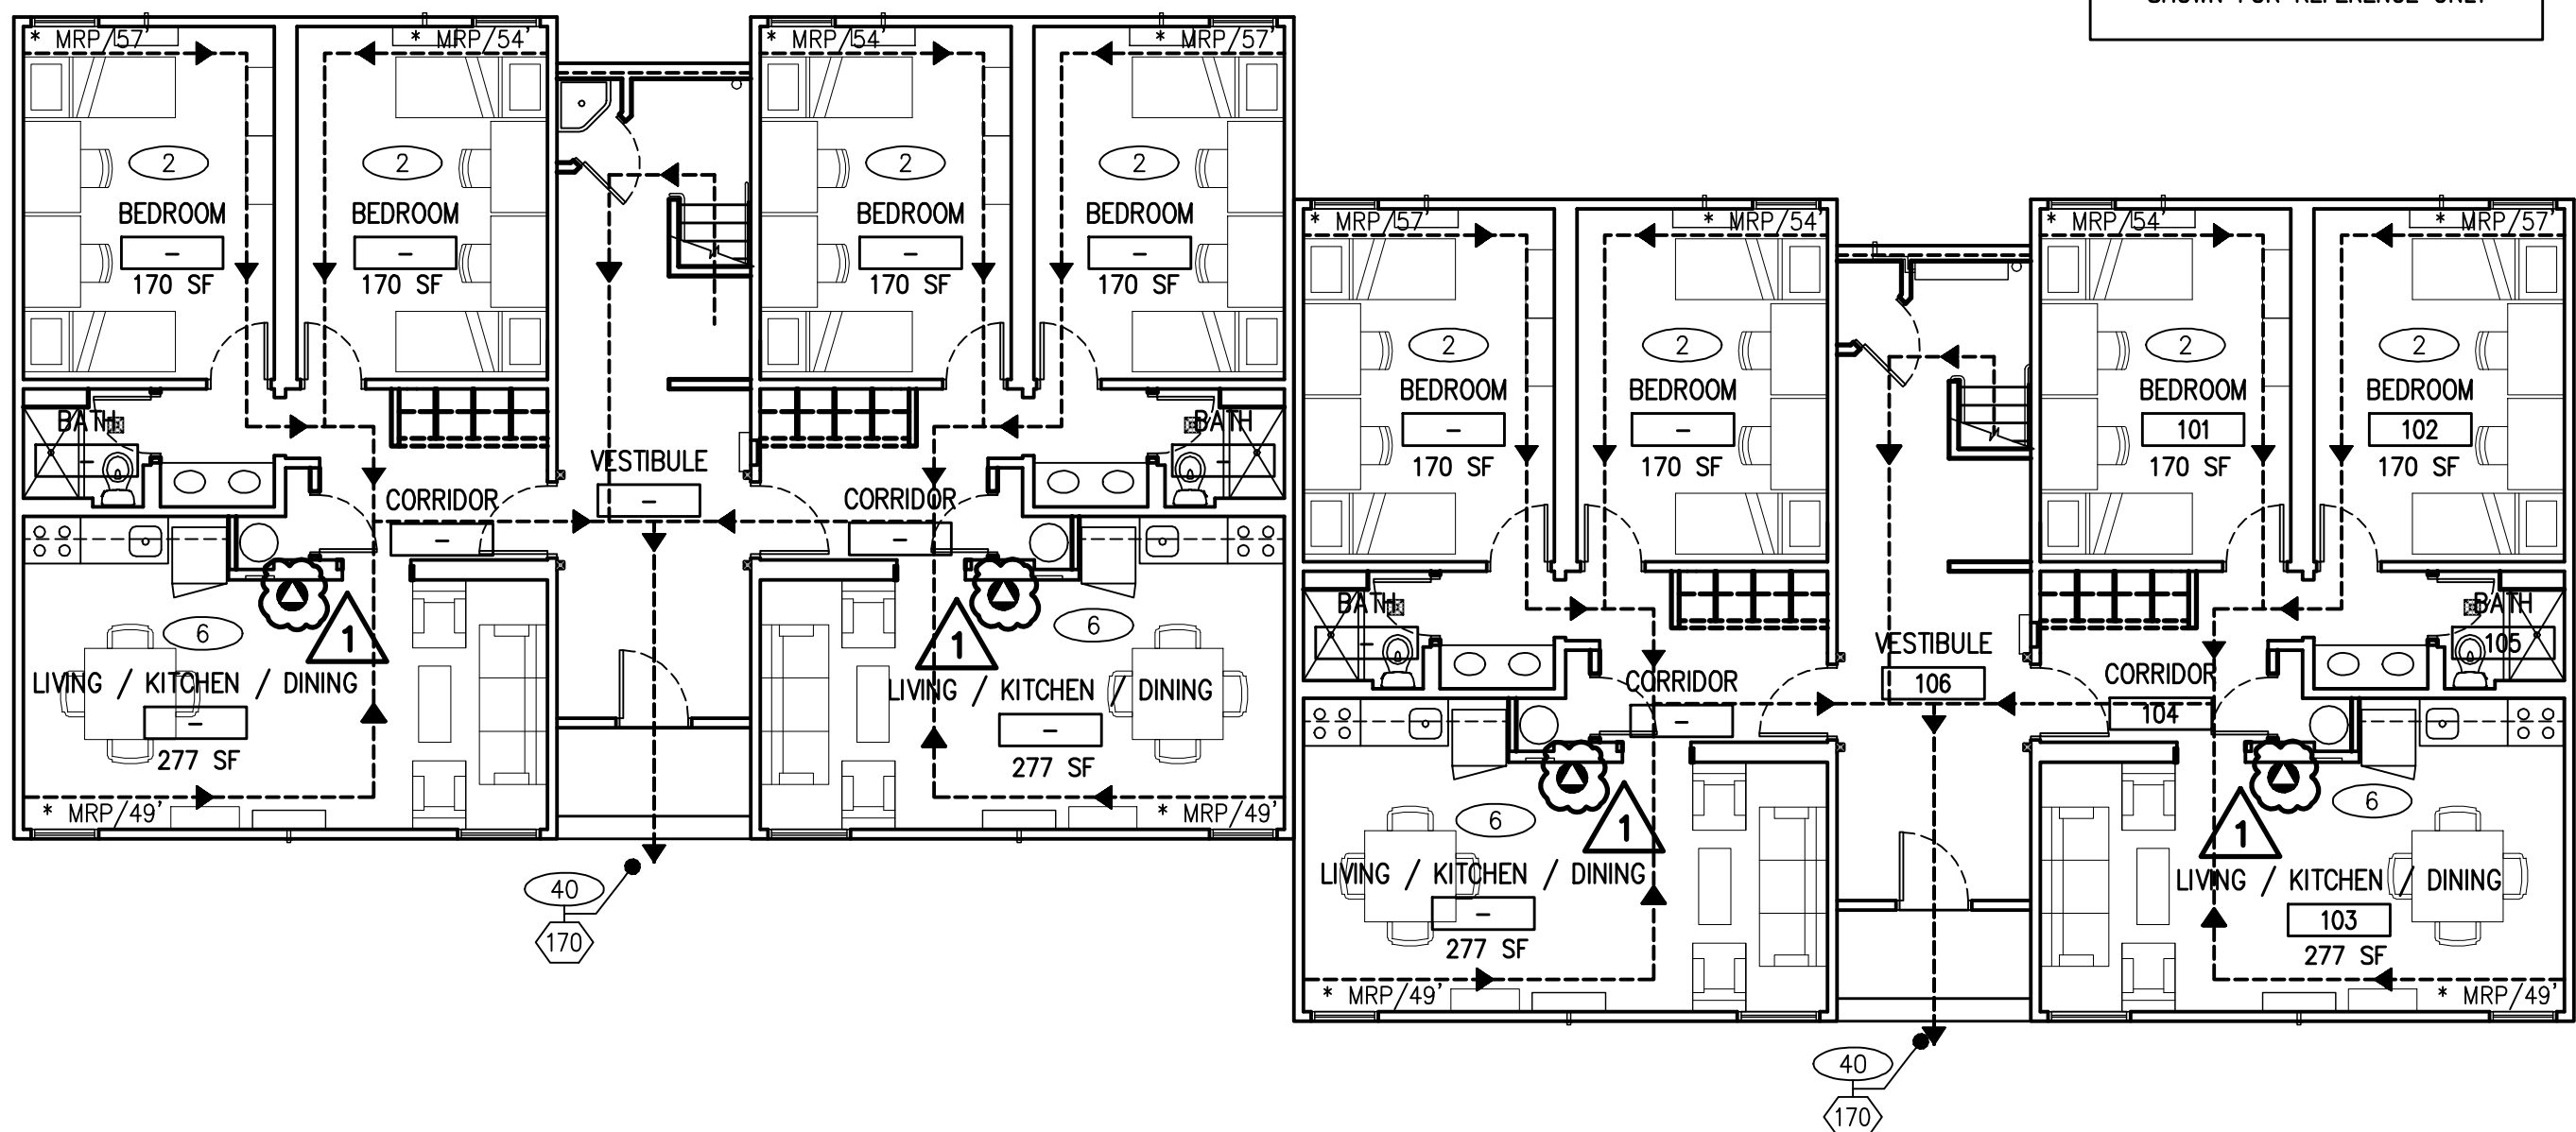 SHOWN FOR REFERENCE ONLY
* MRP/57'
* MRP/54'
* MRP/54'
* MRP/57'
2
2
2
2
BEDROOM
-
170 SF
BEDROOM
-
170 SF
BEDROOM
-
170 SF
BEDROOM
-
170 SF
BATH
-
BATH
-
VESTIBULE
-
CORRIDOR
-
CORRIDOR
-
6
1
LIVING / KITCHEN / DINING
-
277 SF
* MRP/49'
6
1
LIVING / KITCHEN / DINING
-
277 SF
* MRP/49'
40
170
* MRP/57'
* MRP/54'
* MRP/54'
* MRP/57'
2
2
2
2
BEDROOM
-
170 SF
BEDROOM
-
170 SF
BEDROOM
101
170 SF
BEDROOM
102
170 SF
BATH
-
BATH
105
VESTIBULE
106
CORRIDOR
-
CORRIDOR
104
6
1
LIVING / KITCHEN / DINING
-
277 SF
* MRP/49'
6
1
LIVING / KITCHEN / DINING
103
277 SF
* MRP/49'
40
170